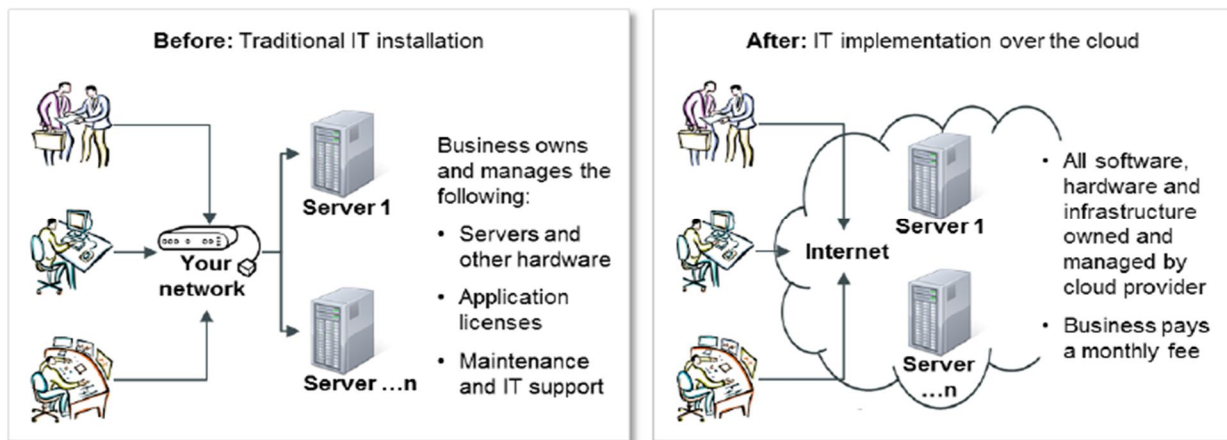 Before: Traditional IT installation
Server 1
Your
network
Server ...n
Business owns
and manages the
following:
• Servers and
other hardware
• Application
licenses
• Maintenance
and IT support
After: IT implementation over the cloud
Internet
Server 1
Server
...n
• All software,
hardware and
infrastructure
owned and
managed by
cloud provider
• Business pays
a monthly fee